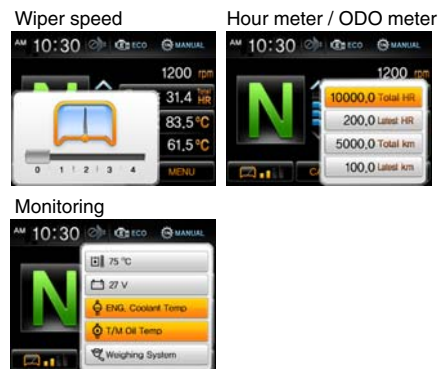 Wiper speed
AM 10:30 ECO MANUAL
N
1200 rpm
31.4 Total HR
83.5 °C
61.5 °C
0 1 2 3 4
MENU
Hour meter / ODO meter
AM 10:30 ECO MANUAL
N
1200 rpm
10000.0 Total HR
200.0 Latest HR
5000.0 Total km
100.0 Latest km
CA
Monitoring
AM 10:30 ECO MANUAL
N
75 °C
27 V
ENG. Coolant Temp
T/M Oil Temp
Weighing System